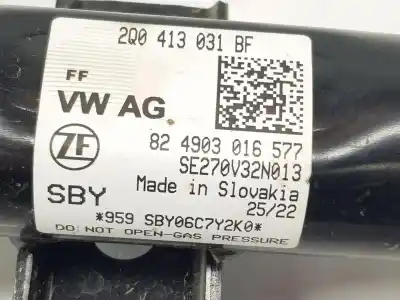 2Q0 413 031 BF
FF
VW AG
ZF
82 4903 016 577
SE270V32N013
SBY
Made in Slovakia
25/22
*959 SBY06C7Y2K0*
DO NOT OPEN-GAS PRESSURE